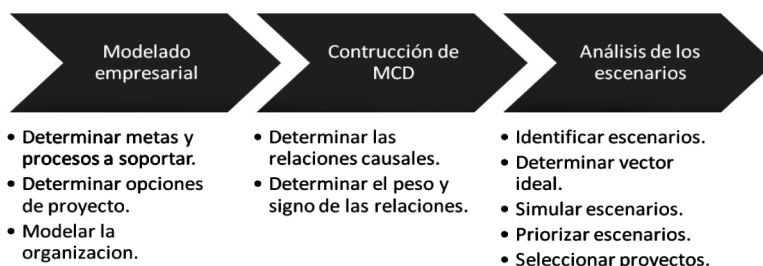 Modelado
empresarial
• Determinar metas y
procesos a soportar.
• Determinar opciones
de proyecto.
• Modelar la
organizacion.
Contrucción de
MCD
• Determinar las
relaciones causales.
• Determinar el peso y
signo de las relaciones.
Análisis de los
escenarios
• Identificar escenarios.
• Determinar vector
ideal.
• Simular escenarios.
• Priorizar escenarios.
• Seleccionar proyectos.